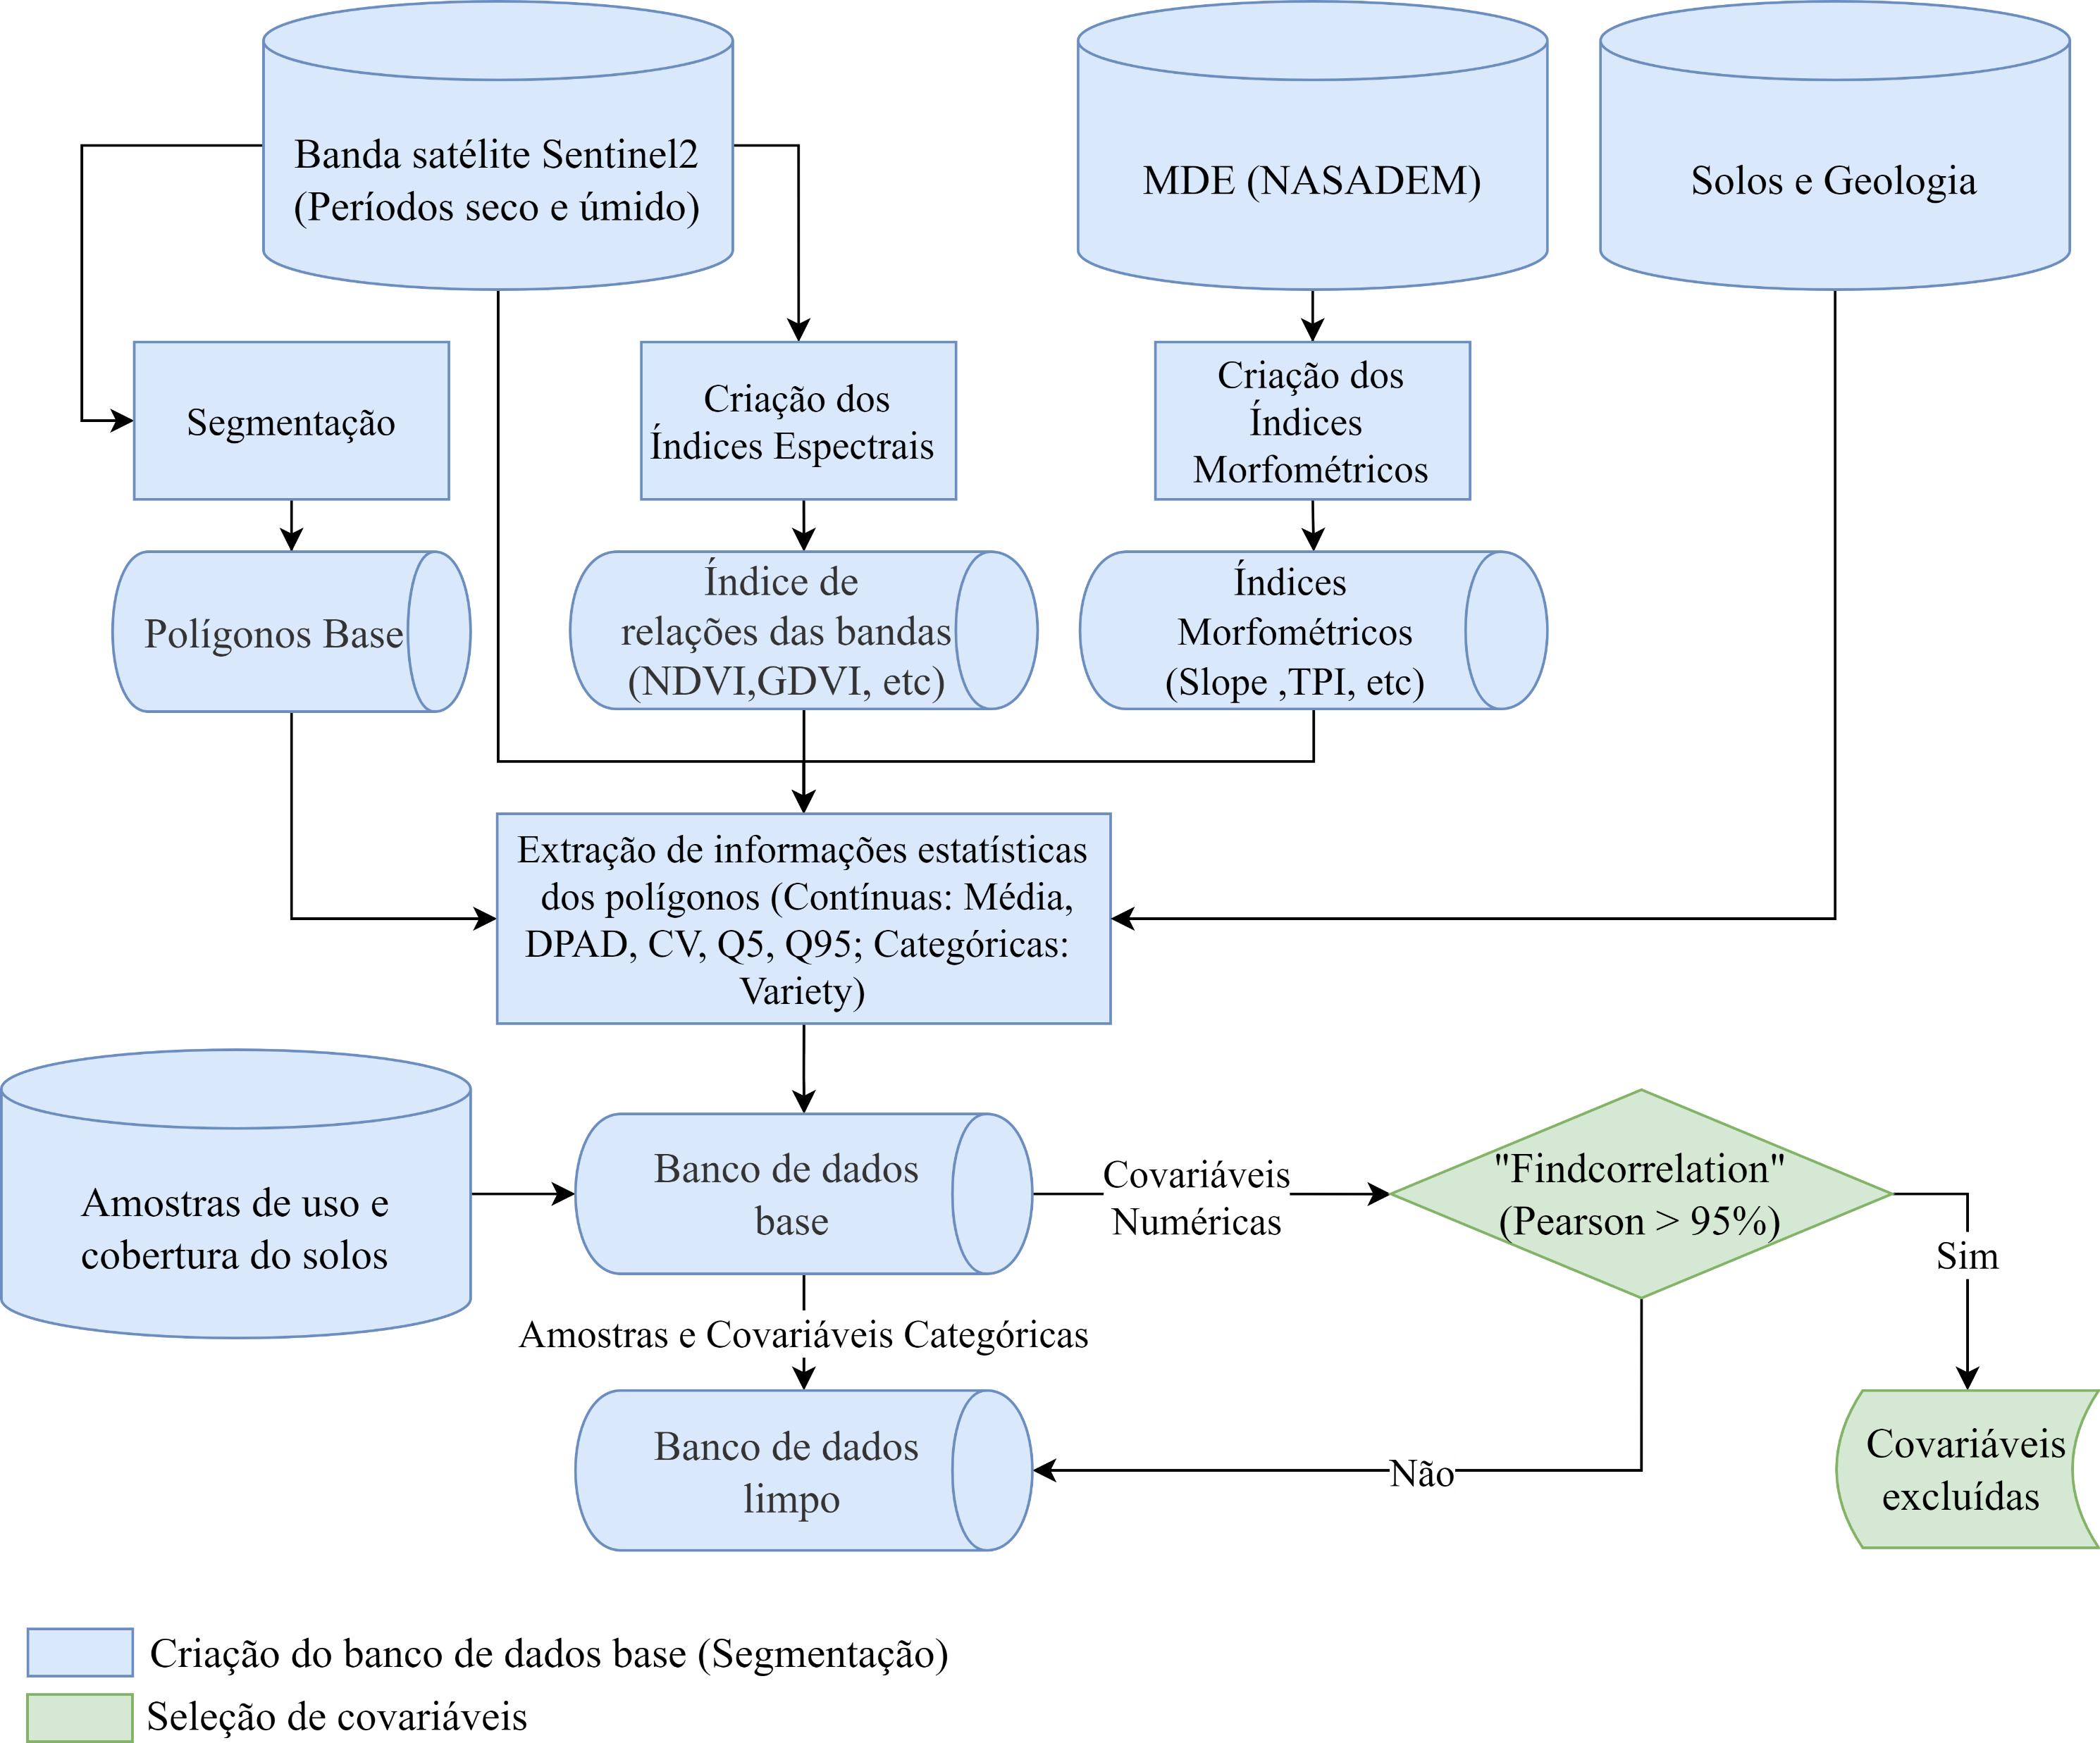 Banda satélite Sentinel2
(Períodos seco e úmido)
MDE (NASADEM)
Solos e Geologia
Segmentação
Criação dos
Índices Espectrais
Criação dos
Índices
Morfométricos
Polígonos Base
Índice de
relações das bandas
(NDVI,GDVI, etc)
Índices
Morfométricos
(Slope ,TPI, etc)
Extração de informações estatísticas
dos polígonos (Contínuas: Média,
DPAD, CV, Q5, Q95; Categóricas:
Variety)
Amostras de uso e
cobertura do solos
Banco de dados
base
Covariáveis
Numéricas
"Findcorrelation"
(Pearson > 95%)
Sim
Amostras e Covariáveis Categóricas
Banco de dados
limpo
Não
Covariáveis
excluídas
Criação do banco de dados base (Segmentação)
Seleção de covariáveis